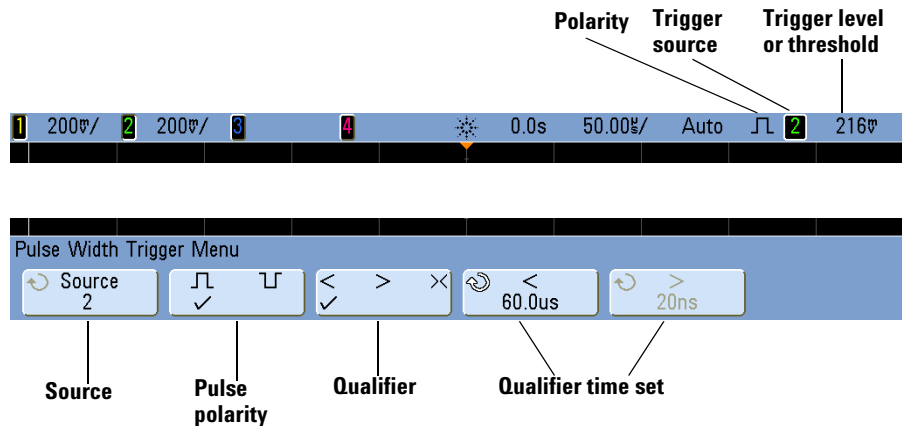 Polarity Trigger source Trigger level or threshold
1 200mV/ 2 200mV/ 3 4 0.0s 50.00us/ Auto 2 216mV
Pulse Width Trigger Menu
Source < > >< < >
2 ✓ ✓ 60.0us 20ns
Source Pulse polarity Qualifier Qualifier time set